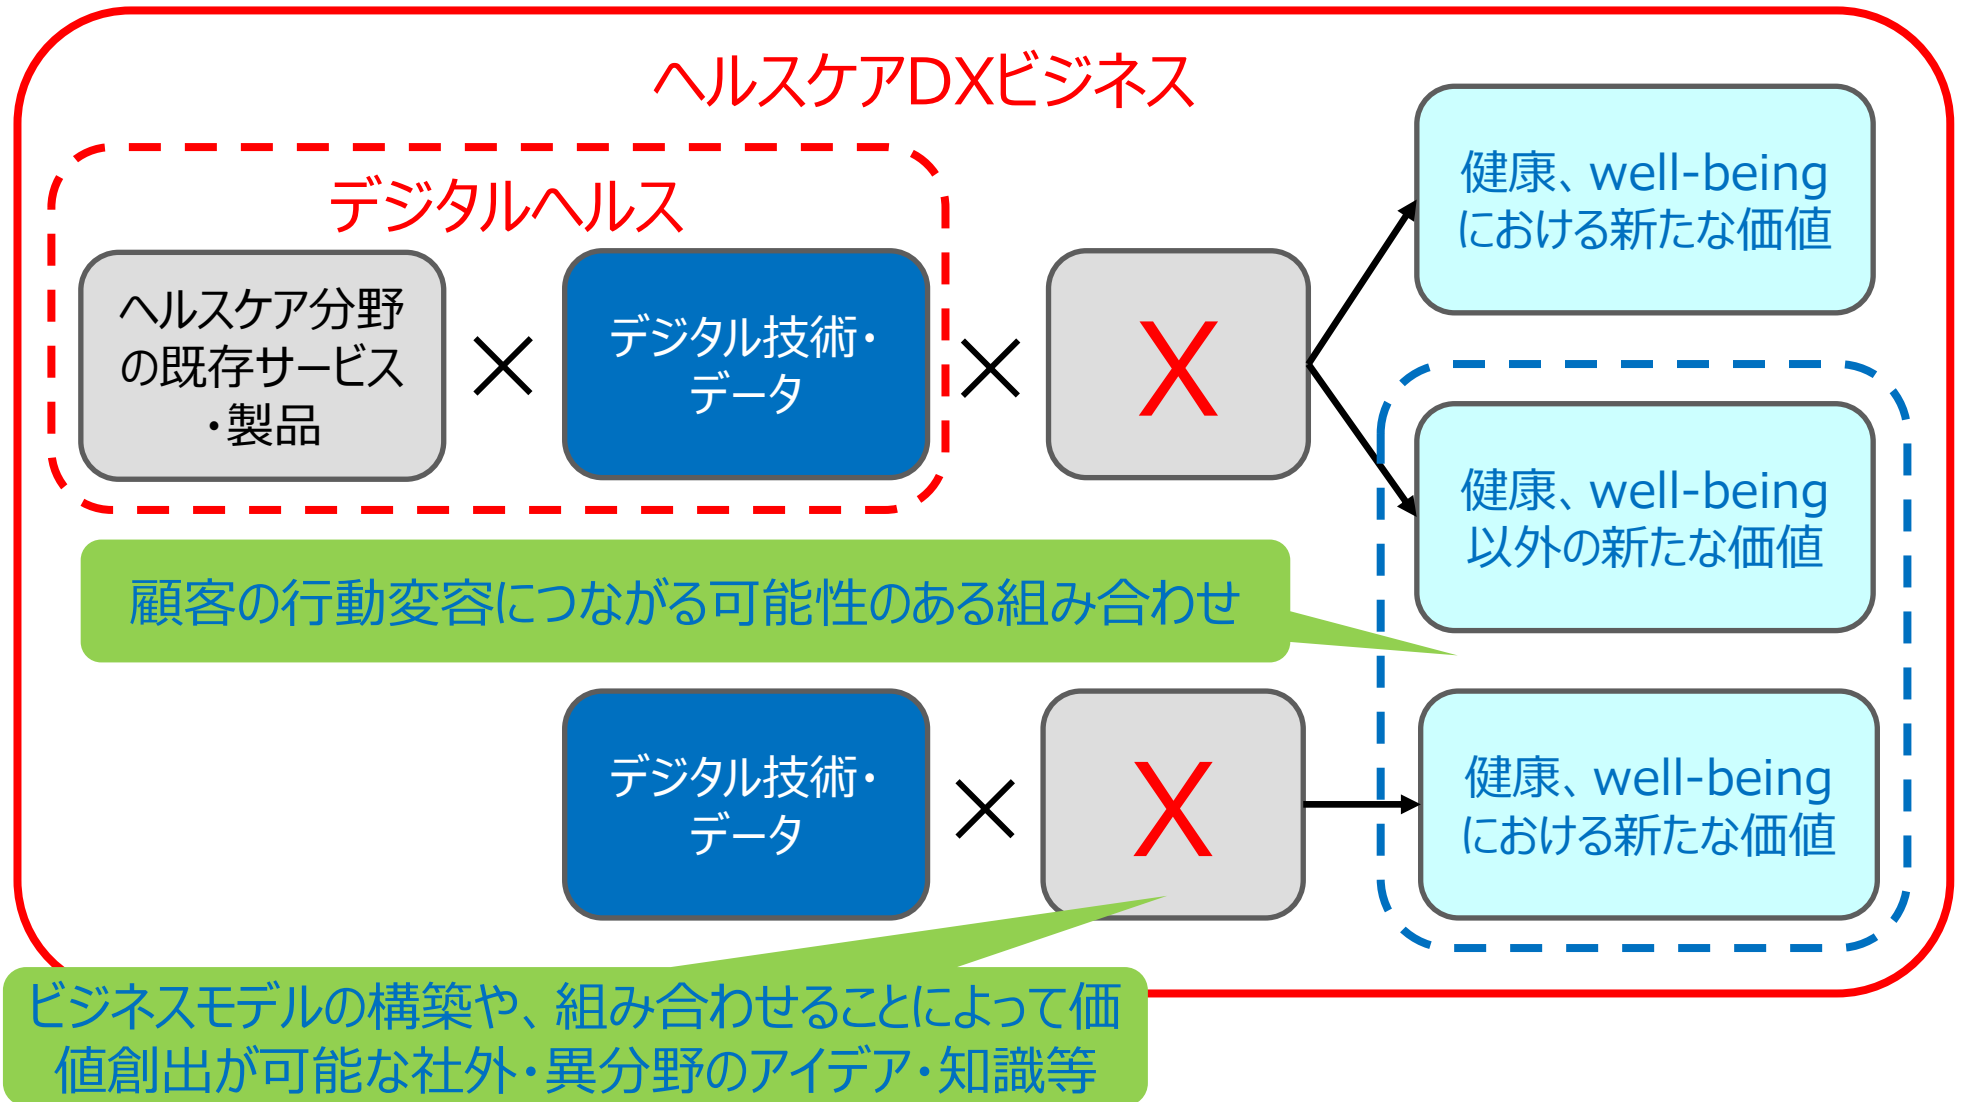 ヘルスケアDXビジネス
デジタルヘルス
ヘルスケア分野
の既存サービス
・製品
×
デジタル技術・
データ
×
X
健康、well-being
における新たな価値
健康、well-being
以外の新たな価値
顧客の行動変容につながる可能性のある組み合わせ
デジタル技術・
データ
×
X
健康、well-being
における新たな価値
ビジネスモデルの構築や、組み合わせることによって価
値創出が可能な社外・異分野のアイデア・知識等